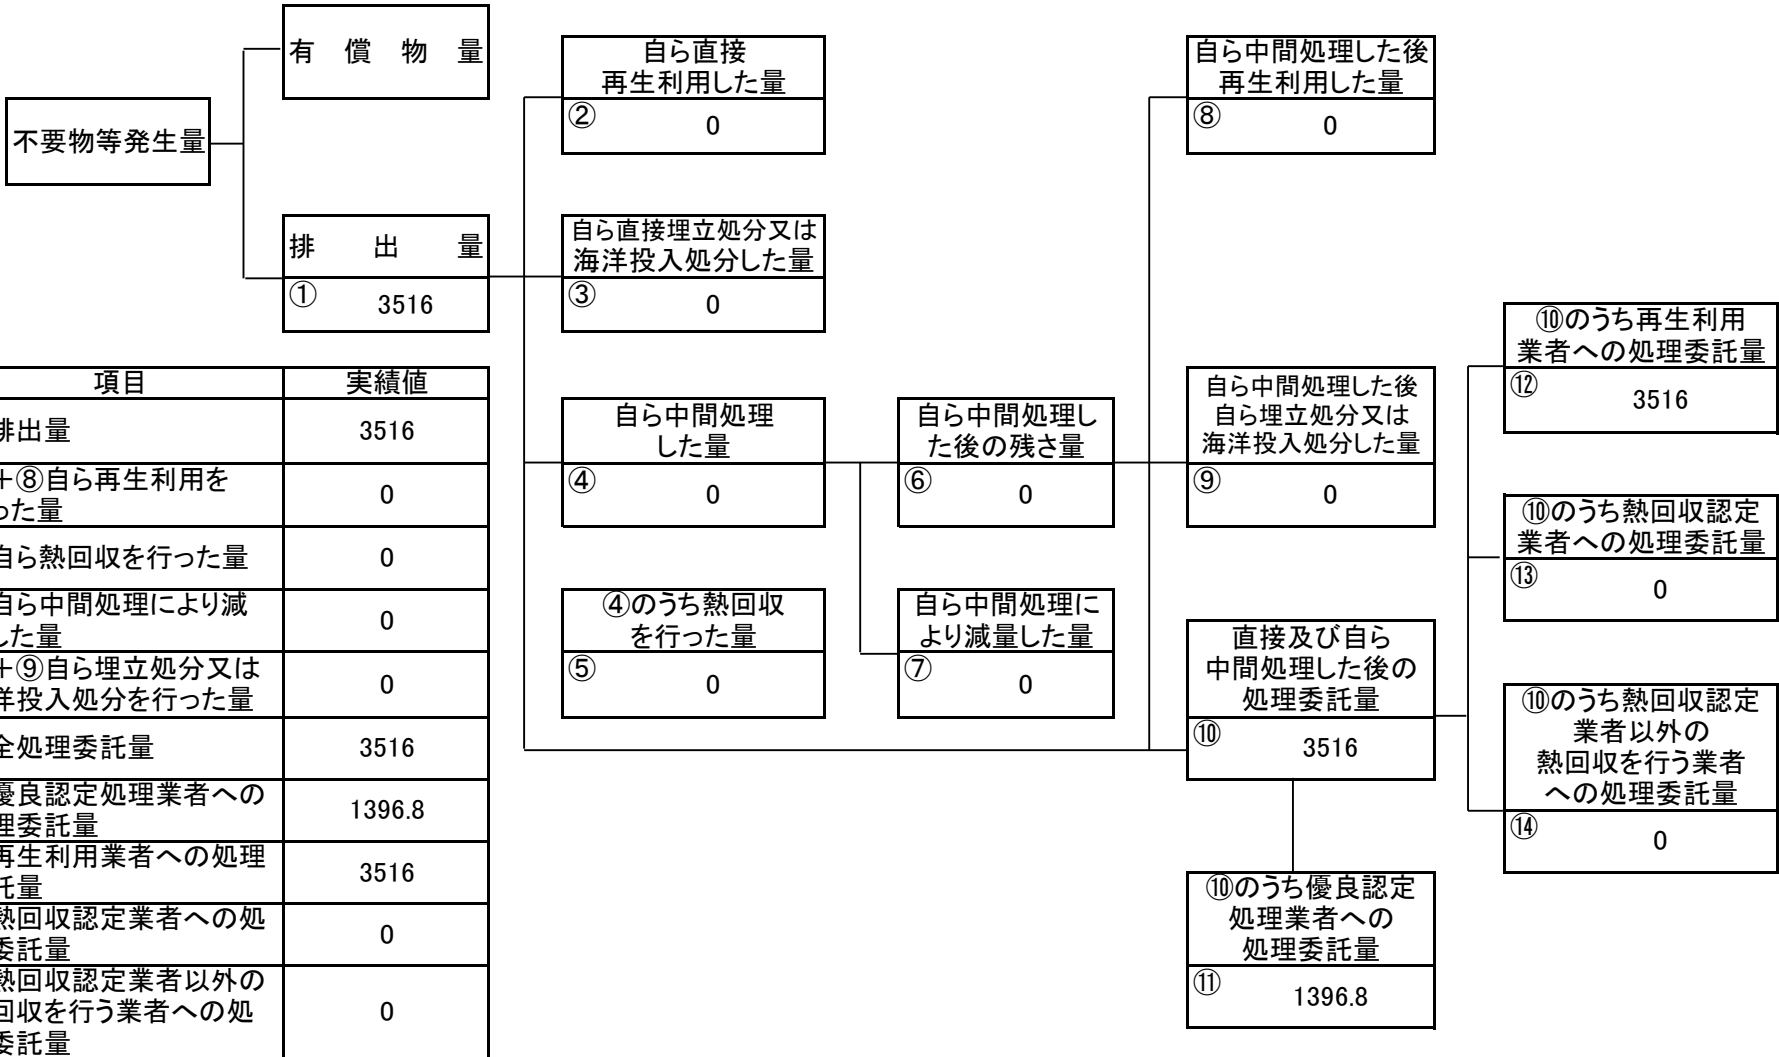 有 償 物 量
自ら直接
再生利用した量
② 0
自ら中間処理した後
再生利用した量
⑧ 0
不要物等発生量
排 出 量
① 3516
自ら直接埋立処分又は
海洋投入処分した量
③ 0
⑩のうち再生利用
業者への処理委託量
⑫ 3516
自ら中間処理
した量
④ 0
自ら中間処理し
た後の残さ量
⑥ 0
自ら中間処理した後
自ら埋立処分又は
海洋投入処分した量
⑨ 0
⑩のうち熱回収認定
業者への処理委託量
⑬ 0
④のうち熱回収
を行った量
⑤ 0
自ら中間処理に
より減量した量
⑦ 0
直接及び自ら
中間処理した後の
処理委託量
⑩ 3516
⑩のうち熱回収認定
業者以外の
熱回収を行う業者
への処理委託量
⑭ 0
⑩のうち優良認定
処理業者への
処理委託量
⑪ 1396.8
項目 実績値
排出量 3516
+⑧自ら再生利用を
った量 0
自ら熱回収を行った量 0
自ら中間処理により減
した量 0
+⑨自ら埋立処分又は
洋投入処分を行った量 0
全処理委託量 3516
優良認定処理業者への
理委託量 1396.8
再生利用業者への処理
託量 3516
熱回収認定業者への処
委託量 0
熱回収認定業者以外の
回収を行う業者への処
委託量 0